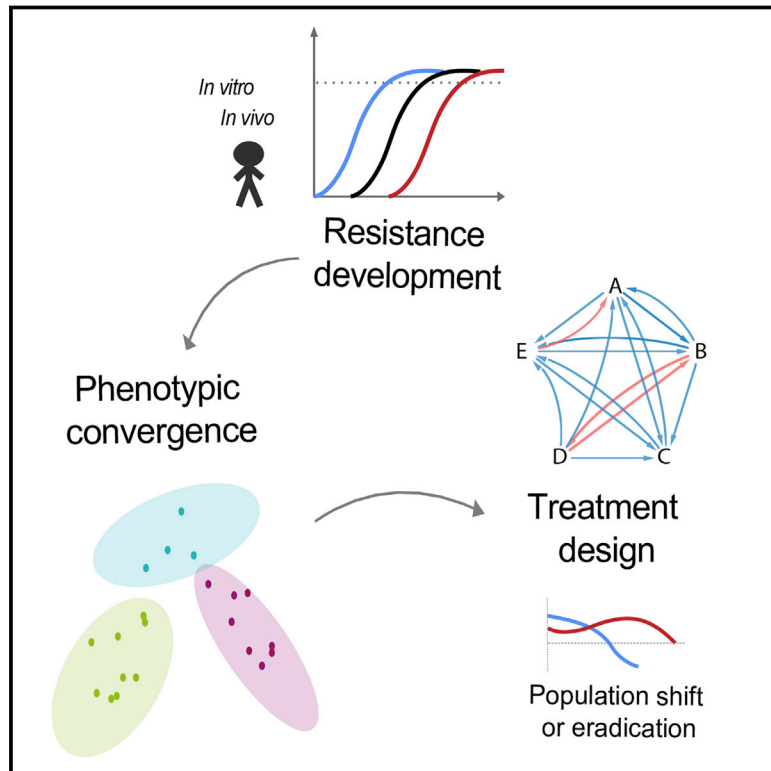 In vitro
In vivo
Resistance
development
Phenotypic
convergence
A
E
B
D
C
Treatment
design
Population shift
or eradication